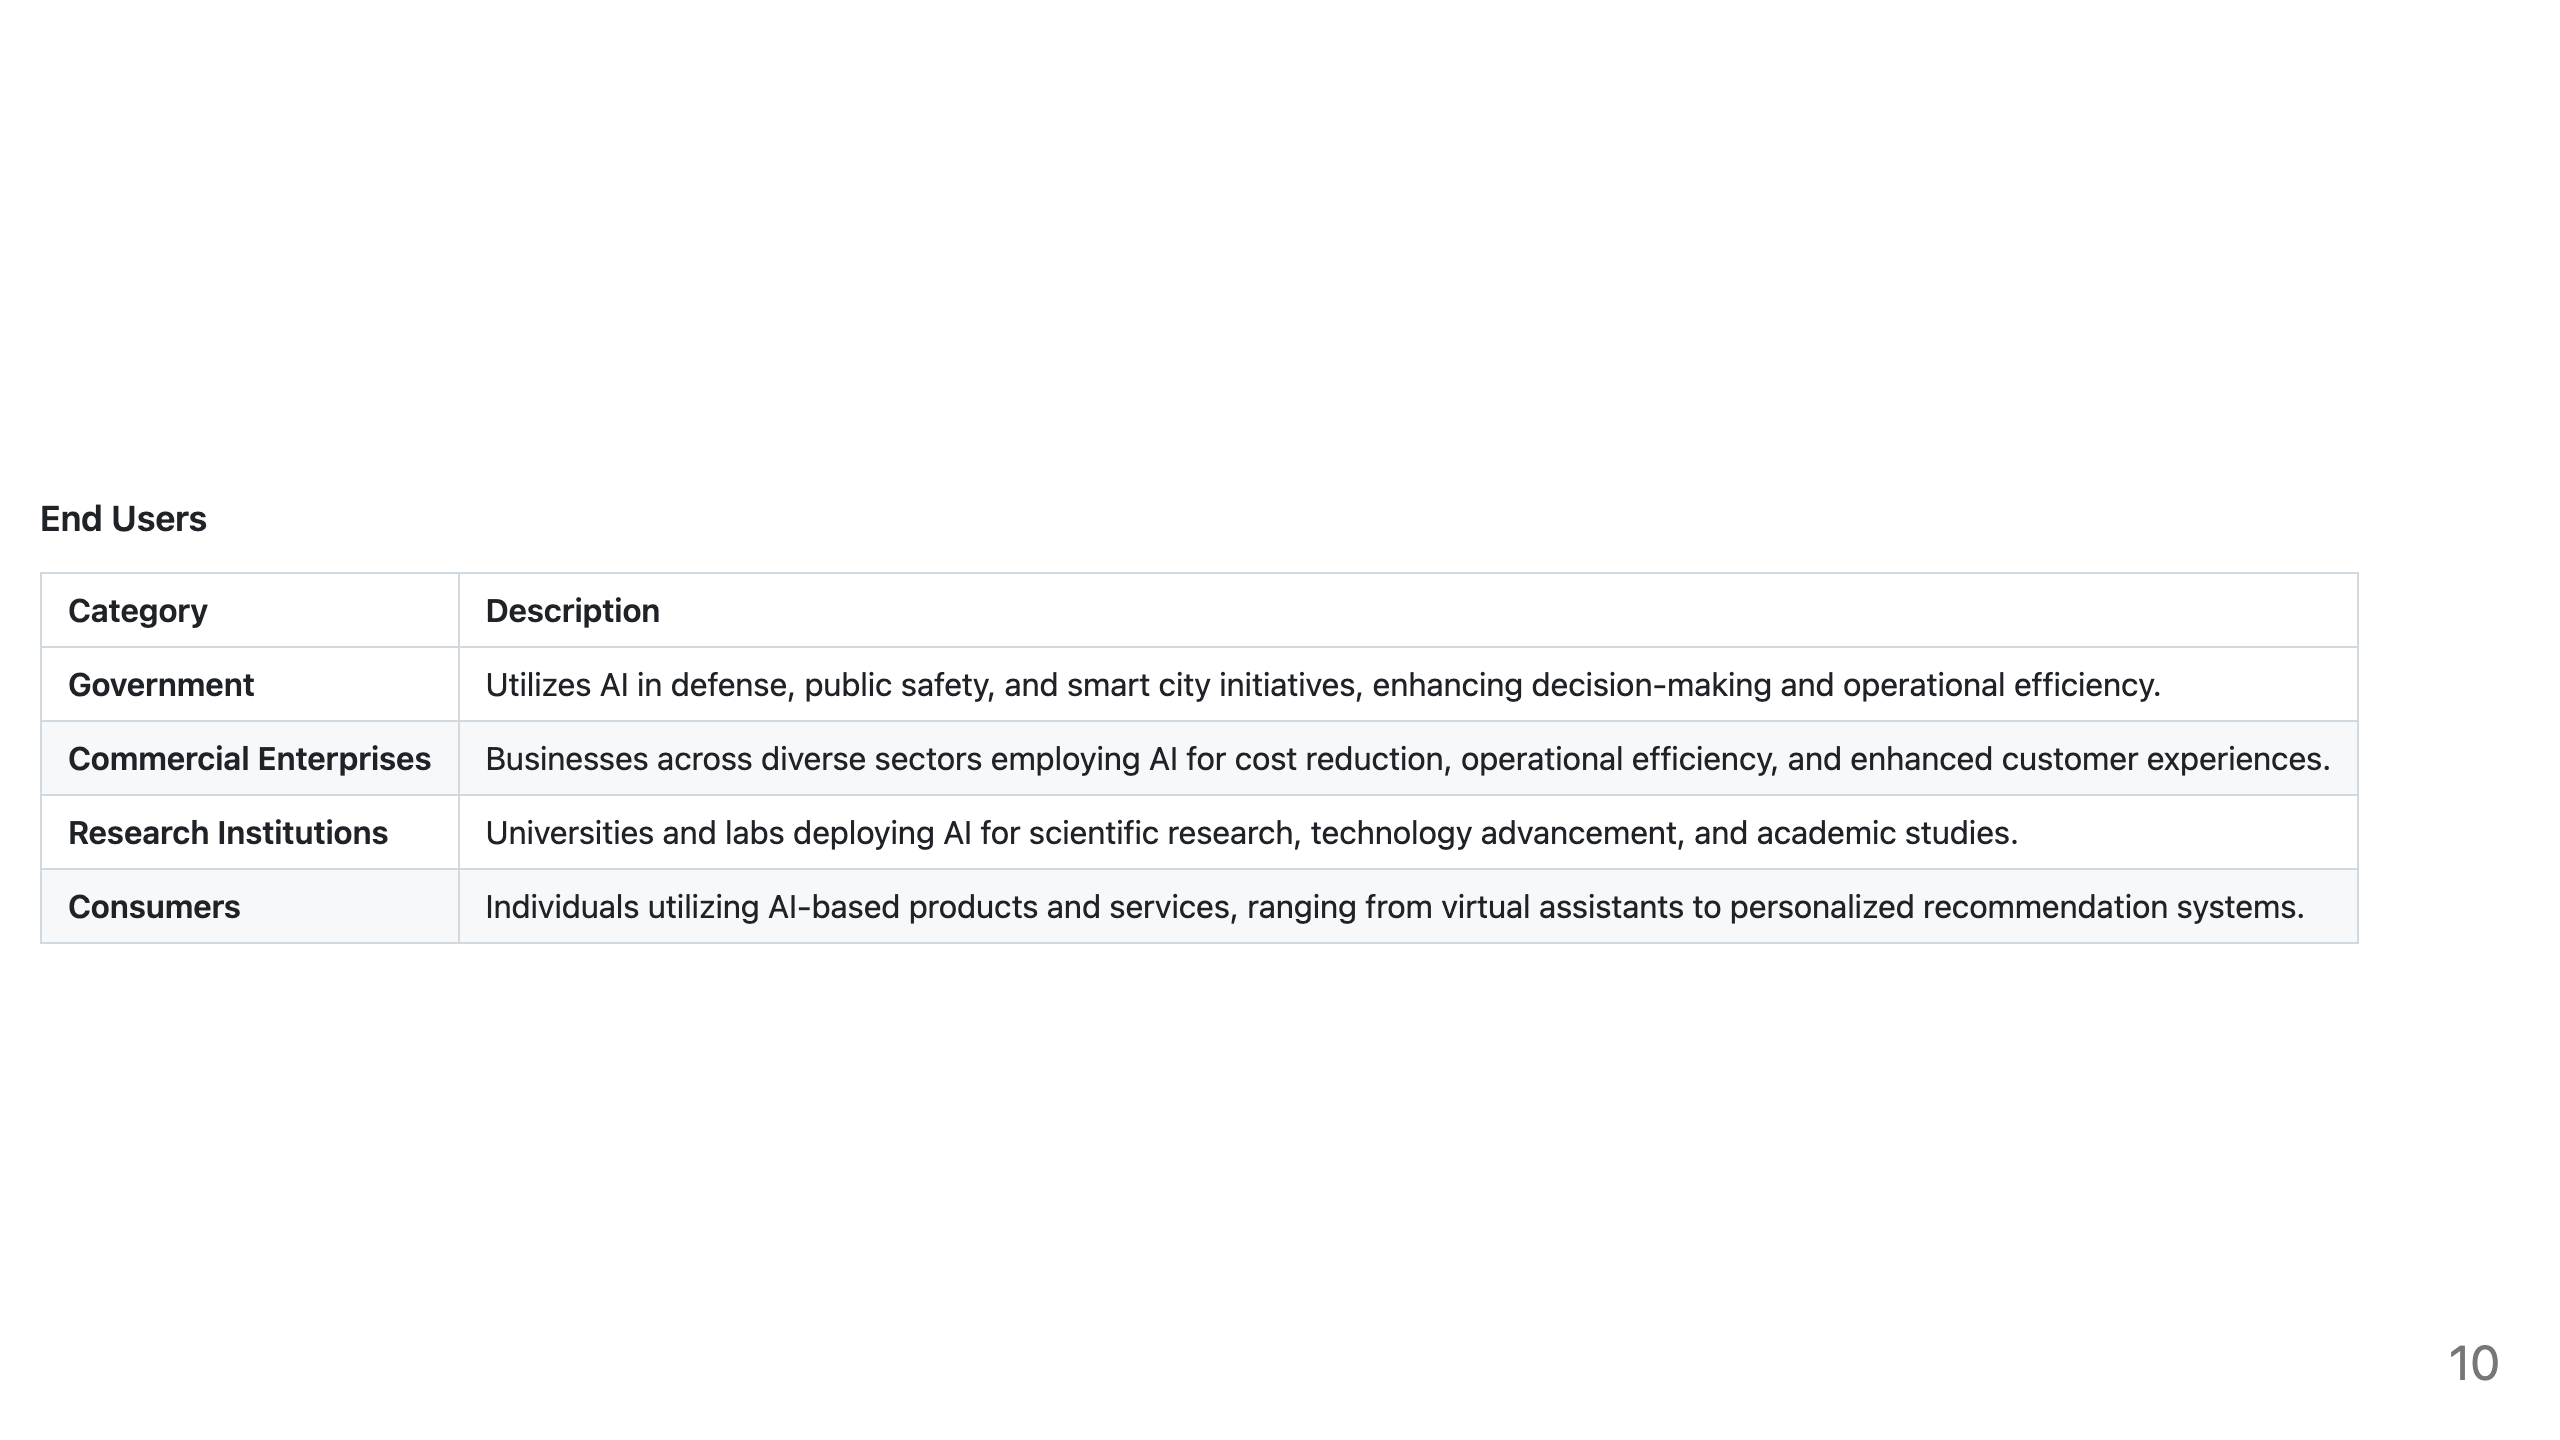 End Users
Category Description
Government Utilizes AI in defense, public safety, and smart city initiatives, enhancing decision-making and operational efficiency.
Commercial Enterprises Businesses across diverse sectors employing AI for cost reduction, operational efficiency, and enhanced customer experiences.
Research Institutions Universities and labs deploying AI for scientific research, technology advancement, and academic studies.
Consumers Individuals utilizing AI-based products and services, ranging from virtual assistants to personalized recommendation systems.
10